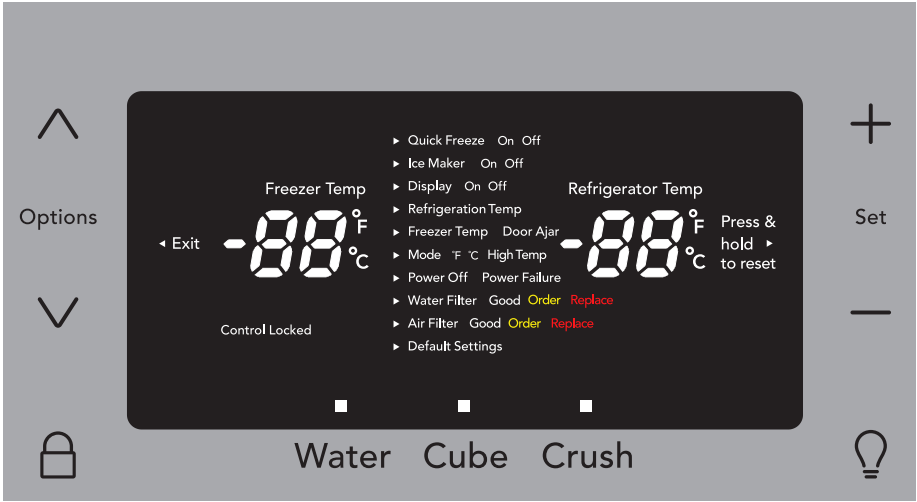 Options
Freezer Temp
◂ Exit
-88 °F °C
Control Locked
▸ Quick Freeze On Off
▸ Ice Maker On Off
▸ Display On Off
▸ Refrigeration Temp
▸ Freezer Temp Door Ajar
▸ Mode °F °C High Temp
▸ Power Off Power Failure
▸ Water Filter Good Order Replace
▸ Air Filter Good Order Replace
▸ Default Settings
Refrigerator Temp
-88 °F °C
Press &
hold ▸
to reset
+
Set
−
Water Cube Crush